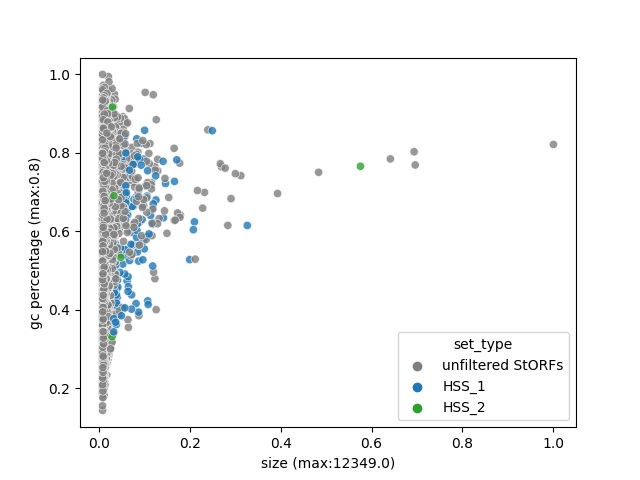 1.0
0.8
0.6
0.4
0.2
gc percentage (max:0.8)
set_type
unfiltered StORFs
HSS_1
HSS_2
0.0 0.2 0.4 0.6 0.8 1.0
size (max:12349.0)